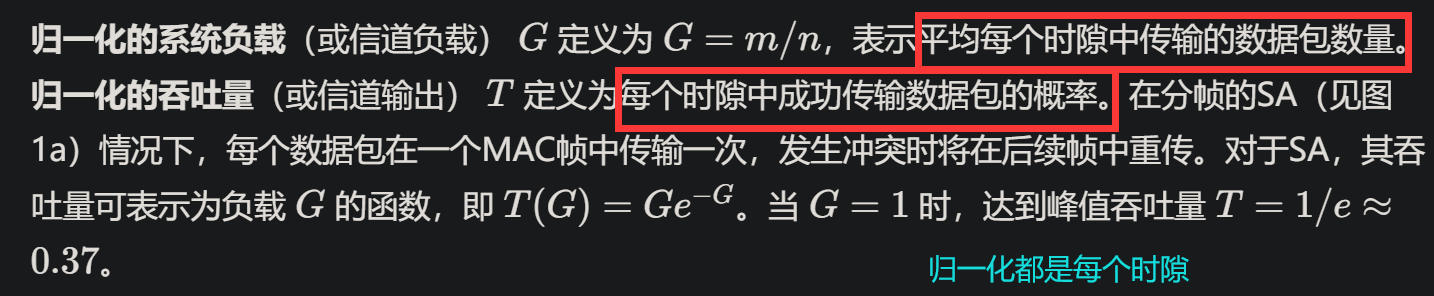 归一化的系统负载（或信道负载） G 定义为 G = m/n，表示平均每个时隙中传输的数据包数量。
归一化的吞吐量（或信道输出） T 定义为每个时隙中成功传输数据包的概率。在分帧的SA（见图
1a）情况下，每个数据包在一个MAC帧中传输一次，发生冲突时将在后续帧中重传。对于SA，其吞
吐量可表示为负载 G 的函数，即 T(G) = Ge^{-G}。当 G = 1 时，达到峰值吞吐量 T = 1/e ≈
0.37。
归一化都是每个时隙